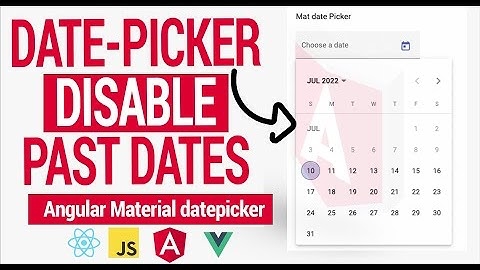 DATE-PICKER
DISABLE
PAST DATES
Angular Material datepicker
JS
Mat date Picker
Choose a date
JUL 2022
S M T W T F S
JUL 1 2
3 4 5 6 7 8 9
10 11 12 13 14 15 16
17 18 19 20 21 22 23
24 25 26 27 28 29 30
31